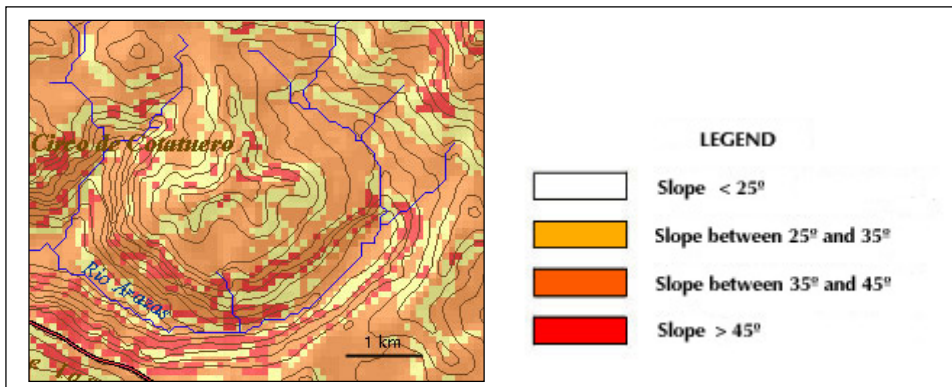 Circo de Cotatuero
Río Arazas
1 km
LEGEND
Slope < 25º
Slope between 25º and 35º
Slope between 35º and 45º
Slope > 45º